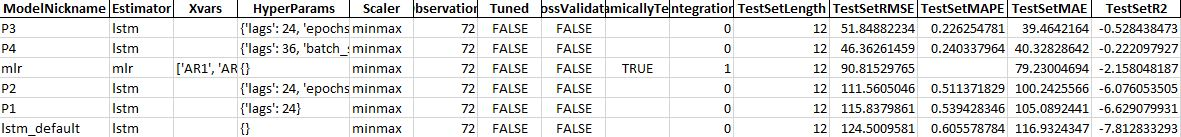 ModelNickname Estimator Xvars HyperParams Scaler bservation Tuned ossValidat amicallyTe ntegration TestSetLength TestSetRMSE TestSetMAPE TestSetMAE TestSetR2
P3 lstm {'lags': 24, 'epochs minmax 72 FALSE FALSE 0 12 51.84882234 0.226254781 39.4642164 -0.528438473
P4 lstm {'lags': 36, 'batch_s minmax 72 FALSE FALSE 0 12 46.36261459 0.240337964 40.32828642 -0.222097927
mlr mlr ['AR1', 'AR {} minmax 72 FALSE FALSE TRUE 1 12 90.81529765 79.23004694 -2.158048187
P2 lstm {'lags': 24, 'epochs minmax 72 FALSE FALSE 0 12 111.5605046 0.511371829 100.2425566 -6.076053505
P1 lstm {'lags': 24} minmax 72 FALSE FALSE 0 12 115.8379861 0.539428346 105.0892441 -6.629079931
lstm_default lstm {} minmax 72 FALSE FALSE 0 12 124.5009581 0.605578784 116.9324347 -7.812833293